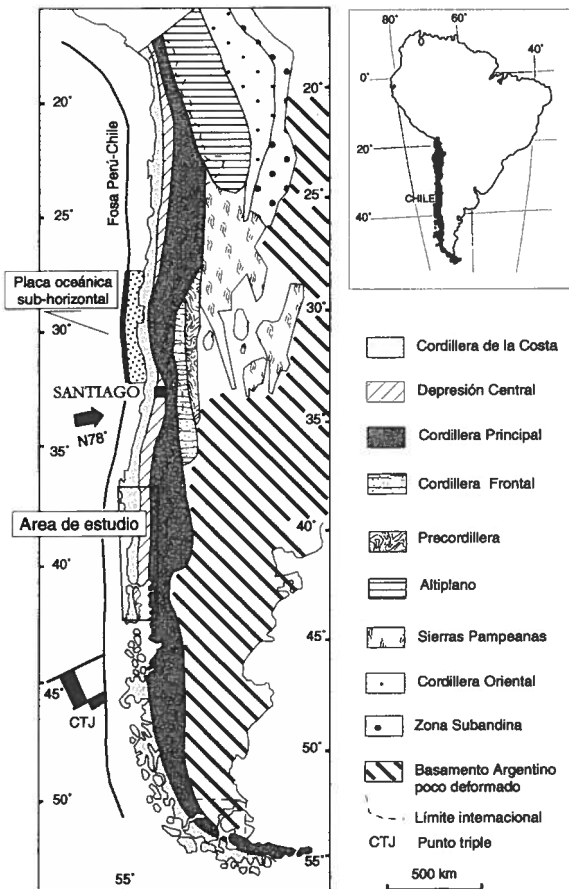 20°
25°
30°
35°
40°
45°
50°
55°
Fosa Perú-Chile
Placa oceánica
sub-horizontal
SANTIAGO
N78°
Area de estudio
CTJ
20°
25°
30°
35°
40°
45°
50°
55°
80°
60°
40°
0°
0°
20°
40°
CHILE
80°
40°
Cordillera de la Costa
Depresión Central
Cordillera Principal
Cordillera Frontal
Precordillera
Altiplano
Sierras Pampeanas
Cordillera Oriental
Zona Subandina
Basamento Argentino
poco deformado
Límite internacional
CTJ Punto triple
500 km